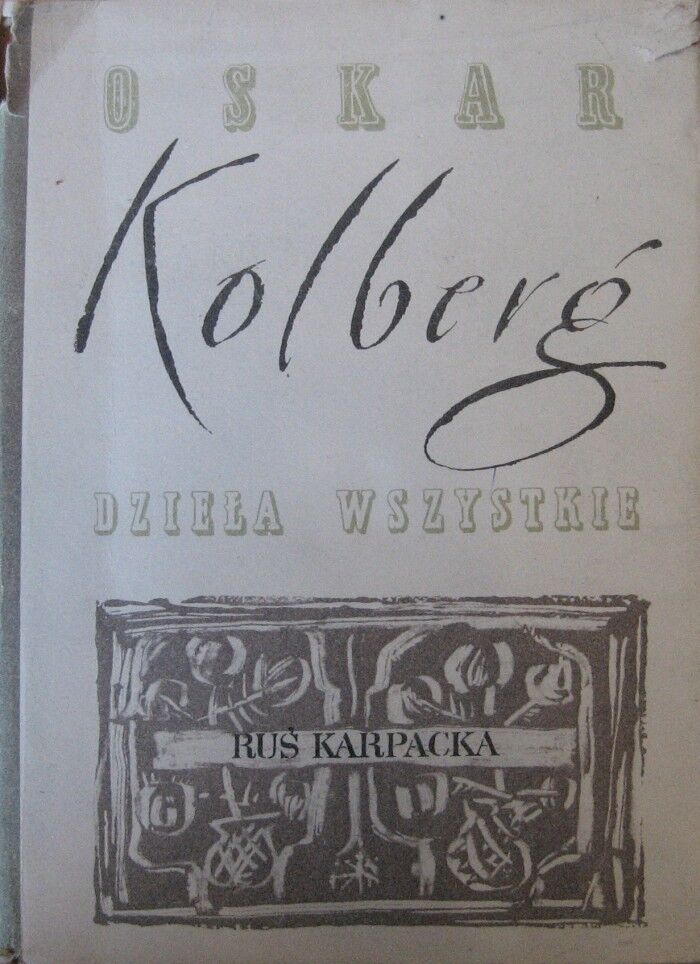 OSKAR
Kolberg
DZIEŁA WSZYSTKIE
RUŚ KARPACKA